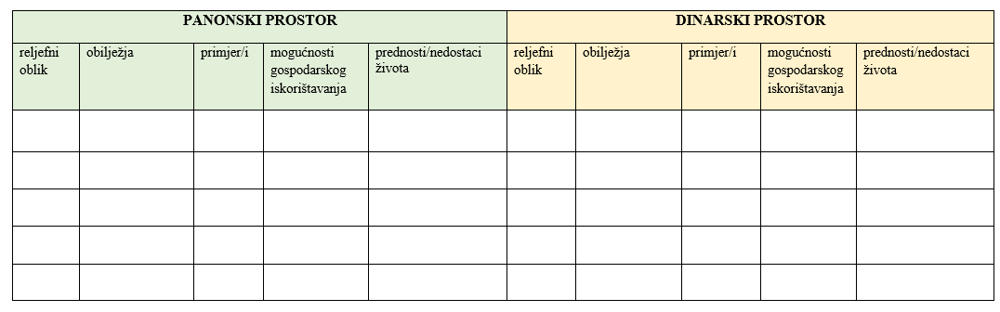 PANONSKI PROSTOR
DINARSKI PROSTOR
reljefni
oblik
obilježja
primjer/i
mogućnosti
gospodarskog
iskorištavanja
prednosti/nedostaci
života
reljefni
oblik
obilježja
primjer/i
mogućnosti
gospodarskog
iskorištavanja
prednosti/nedostaci
života